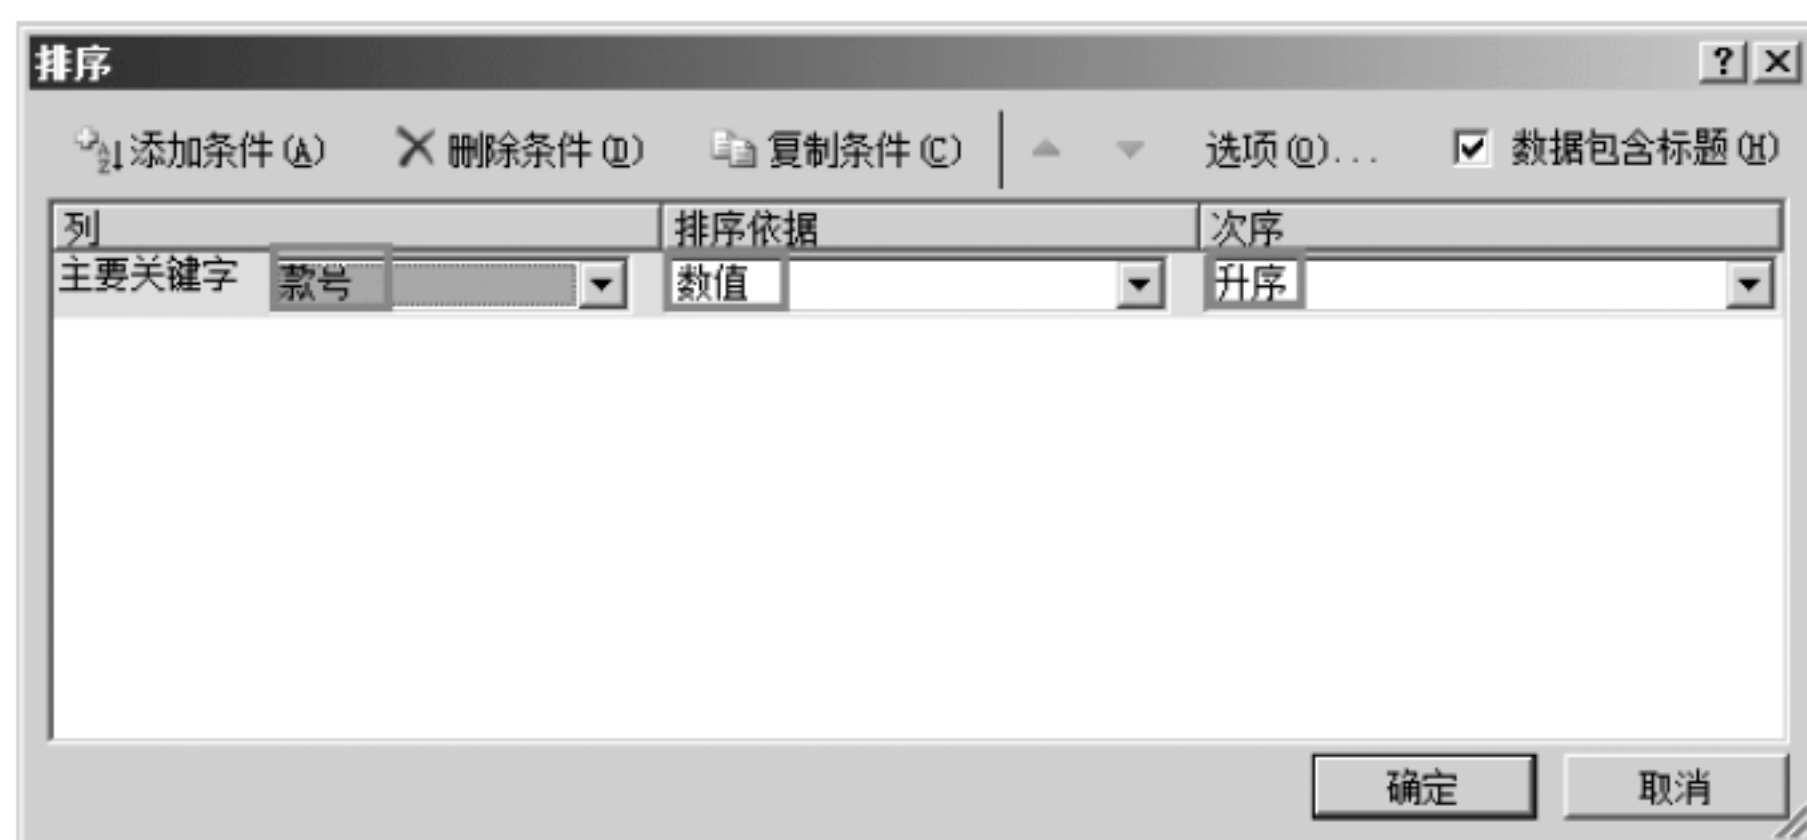 排序
添加条件(A) 删除条件(D) 复制条件(C) 选项(O)... 数据包含标题(H)
列 排序依据 次序
主要关键字 款号 数值 升序
确定 取消